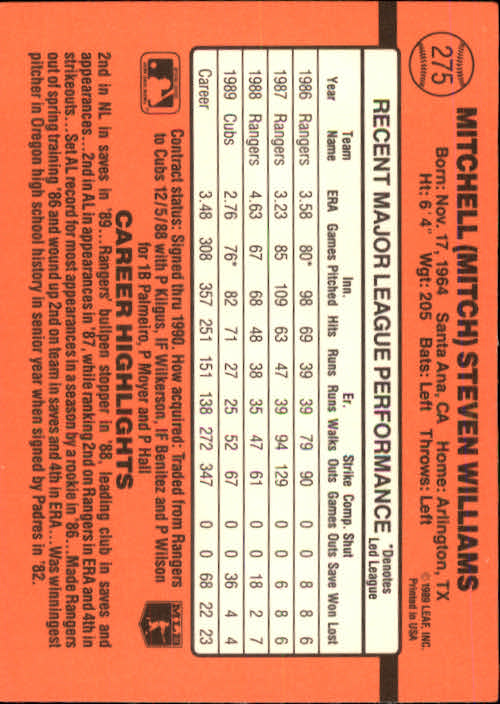 275
MITCHELL (MITCH) STEVEN WILLIAMS
Born: Nov. 17, 1964 Santa Ana, CA Home: Arlington, TX
Ht: 6'4" Wgt: 205 Bats: Left Throws: Left
© 1989 LEAF, INC.
Printed in USA
RECENT MAJOR LEAGUE PERFORMANCE *Denotes Led League
Year Team Name ERA Games Inn. Pitched Hits Runs Er. Runs Walks Strike Outs Comp. Games Shut Outs Save Won Lost
1986 Rangers 3.58 80* 98 69 39 39 79 90 0 0 8 8 6
1987 Rangers 3.23 85 109 63 47 39 94 129 0 0 6 8 6
1988 Rangers 4.63 67 68 48 38 35 47 61 0 0 18 2 7
1989 Cubs 2.76 76* 82 71 27 25 52 67 0 0 36 4 4
Career 3.48 308 357 251 151 138 272 347 0 0 68 22 23
Contract status: Signed thru 1990. How acquired: Traded from Rangers
to Cubs 12/5/88 with P Kilgus, IF Wilkerson, IF Benitez and P Wilson
for 1B Palmeiro, P Moyer and P Hall
MLB
CAREER HIGHLIGHTS
2nd in NL in saves in '89...Rangers' bullpen stopper in '88, leading club in saves and
appearances...2nd in AL in appearances in '87, while ranking 2nd on Rangers in ERA and 4th in
strikeouts...Set AL record for most appearances in a season by a rookie in '86...Made Rangers
out of spring training '86 and wound up 2nd on team in saves and 4th in ERA...Was winningest
pitcher in Oregon high school history in senior year when signed by Padres in '82.